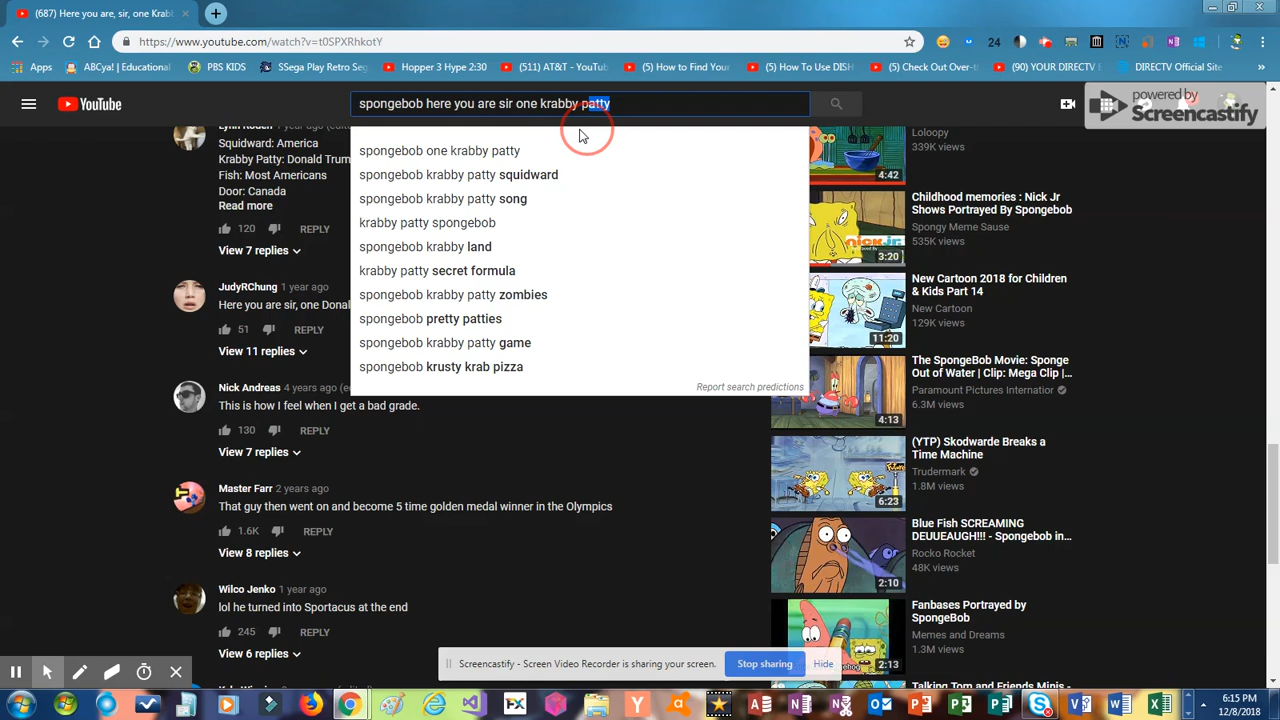 (687) Here you are, sir, one Krabb
https://www.youtube.com/watch?v=t0SPXRhkotY
24
Apps
ABCya! | Educational
PBS KIDS
SSega Play Retro Seg
Hopper 3 Hype 2:30
(511) AT&T - YouTub
(5) How to Find Your
(5) How To Use DISH
(5) Check Out Over-t
(90) YOUR DIRECTV
DIRECTV Official Site
YouTube
spongebob here you are sir one krabby patty
powered by
Screencastify
spongebob one krabby patty
spongebob krabby patty squidward
spongebob krabby patty song
krabby patty spongebob
spongebob krabby land
krabby patty secret formula
spongebob krabby patty zombies
spongebob pretty patties
spongebob krabby patty game
spongebob krusty krab pizza
Report search predictions
Lynn Roden 1 year ago (edited)
Squidward: America
Krabby Patty: Donald Trum
Fish: Most Americans
Door: Canada
Read more
120 REPLY
View 7 replies
JudyRChung 1 year ago
Here you are sir, one Donal
51 REPLY
View 11 replies
Nick Andreas 4 years ago (e
This is how I feel when I get a bad grade.
130 REPLY
View 7 replies
Master Farr 2 years ago
That guy then went on and become 5 time golden medal winner in the Olympics
1.6K REPLY
View 8 replies
Wilco Jenko 1 year ago
lol he turned into Sportacus at the end
245 REPLY
View 6 replies
Loloopy
339K views
4:42
Childhood memories : Nick Jr
Shows Portrayed By Spongebob
Spongy Meme Sause
535K views
nick jr.
3:20
New Cartoon 2018 for Children
& Kids Part 14
New Cartoon
129K views
11:20
The SpongeBob Movie: Sponge
Out of Water | Clip: Mega Clip |...
Paramount Pictures Internatior
6.3M views
4:13
(YTP) Skodwarde Breaks a
Time Machine
Trudermark
1.8M views
6:23
Blue Fish SCREAMING
DEUUEAUGH!!! - Spongebob in...
Rocko Rocket
48K views
2:10
Fanbases Portrayed by
SpongeBob
Memes and Dreams
1.3M views
2:13
Talking Tom and Friends Minis -
Screencastify - Screen Video Recorder is sharing your screen.
Stop sharing
Hide
6:15 PM
12/8/2018